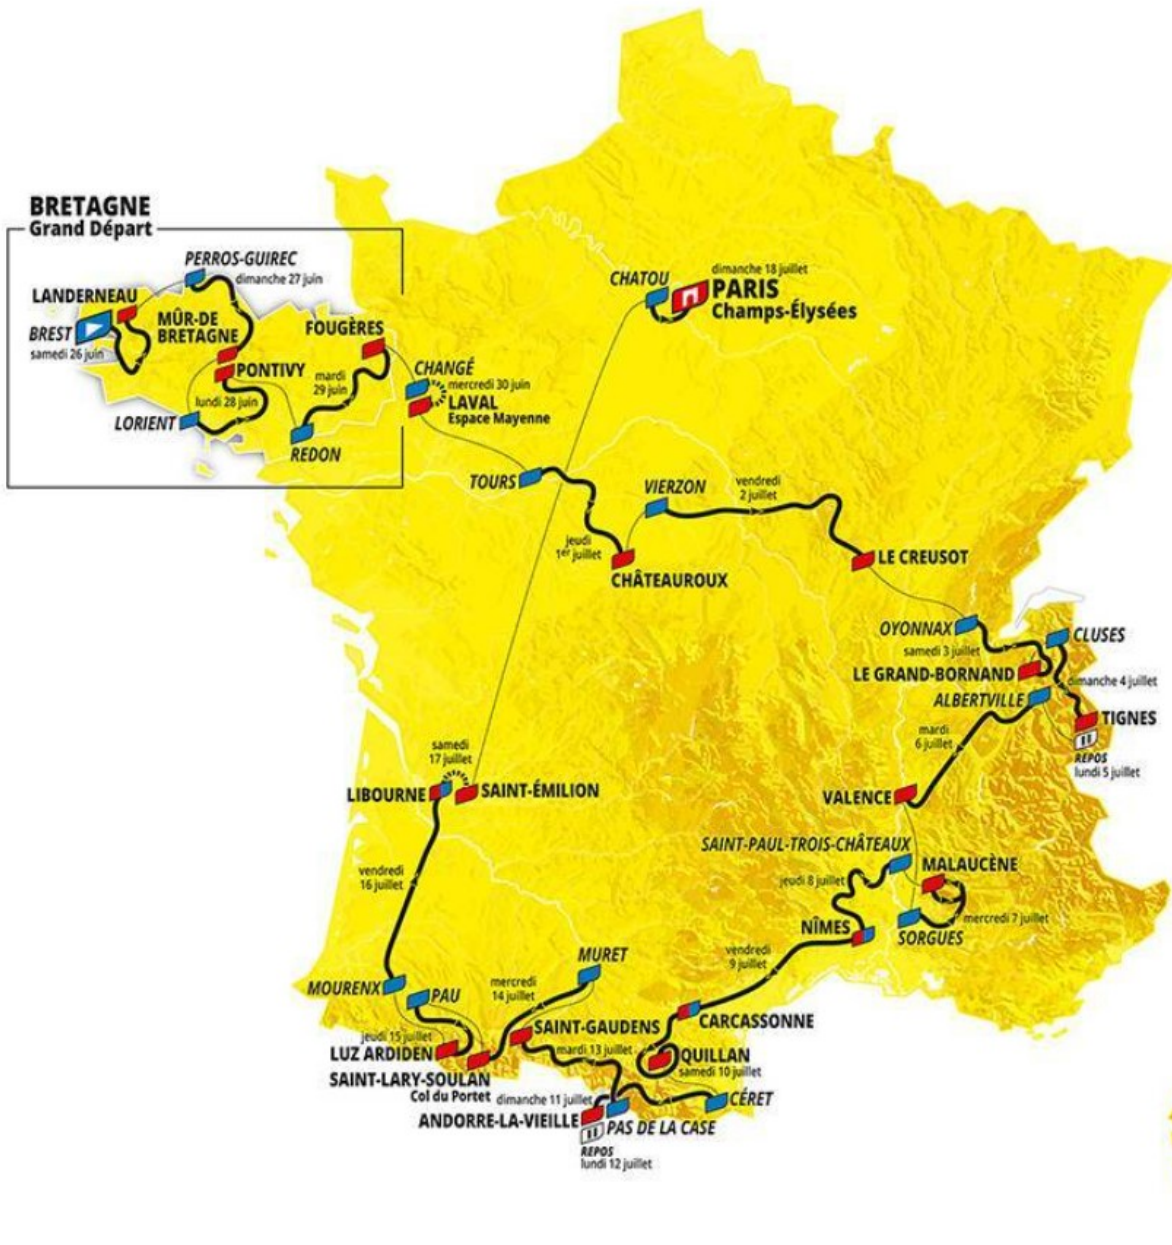 BRETAGNE
Grand Départ
PERROS-GUIREC
dimanche 27 juin
LANDERNEAU
BREST
samedi 26 juin
MÛR-DE
BRETAGNE
FOUGÈRES
PONTIVY
mardi
29 juin
lundi 28 juin
LORIENT
REDON
CHANGÉ
mercredi 30 juin
LAVAL
Espace Mayenne
CHATOU
dimanche 18 juillet
PARIS
Champs-Élysées
TOURS
VIERZON
vendredi
2 juillet
jeudi
1er juillet
CHÂTEAUROUX
LE CREUSOT
OYONNAX
samedi 3 juillet
CLUSES
LE GRAND-BORNAND
dimanche 4 juillet
ALBERTVILLE
TIGNES
REPOS
lundi 5 juillet
mardi
6 juillet
VALENCE
samedi
17 juillet
LIBOURNE
SAINT-ÉMILION
SAINT-PAUL-TROIS-CHÂTEAUX
MALAUCÈNE
jeudi 8 juillet
mercredi 7 juillet
SORGUES
NÎMES
vendredi
16 juillet
vendredi
9 juillet
MURET
mercredi
14 juillet
MOURENX
PAU
CARCASSONNE
SAINT-GAUDENS
jeudi 15 juillet
LUZ ARDIDEN
mardi 13 juillet
QUILLAN
samedi 10 juillet
SAINT-LARY-SOULAN
Col du Portet
dimanche 11 juillet
CÉRET
ANDORRE-LA-VIEILLE
PAS DE LA CASE
REPOS
lundi 12 juillet